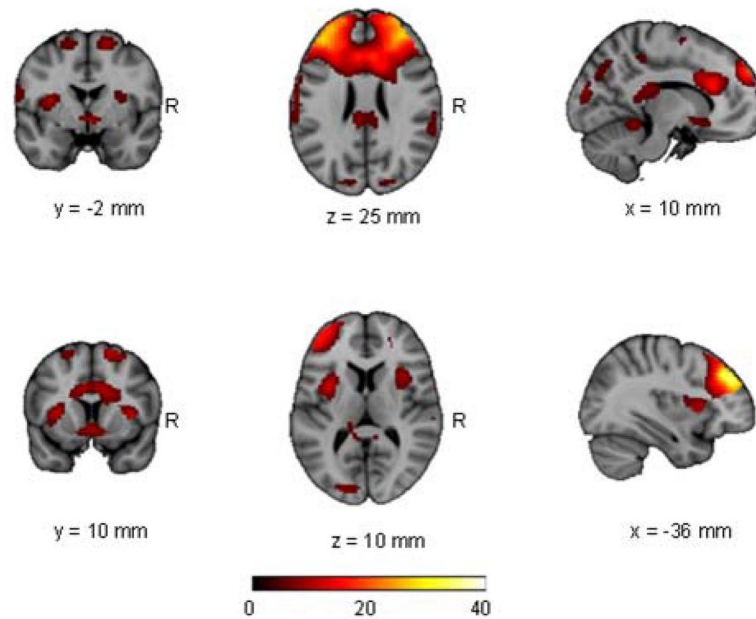 R
R
y = -2 mm
z = 25 mm
x = 10 mm
R
R
y = 10 mm
z = 10 mm
x = -36 mm
0
20
40